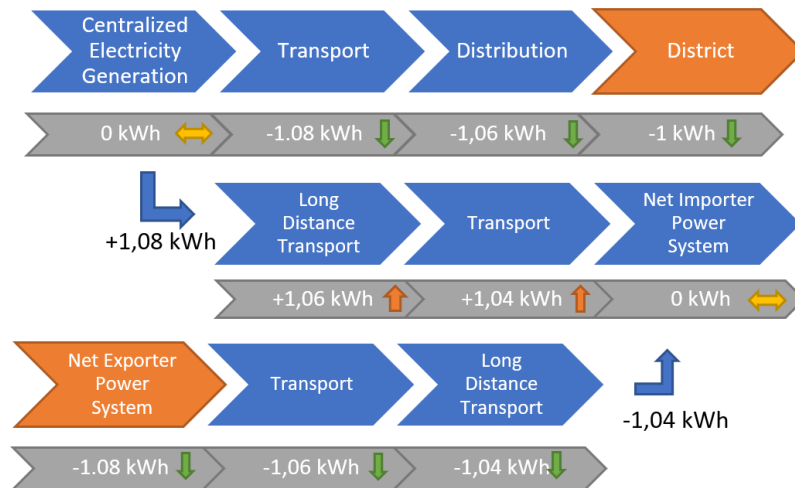 Centralized
Electricity
Generation
Transport
Distribution
District
0 kWh
-1.08 kWh
-1,06 kWh
-1 kWh
+1,08 kWh
Long
Distance
Transport
Transport
Net Importer
Power
System
+1,06 kWh
+1,04 kWh
0 kWh
Net Exporter
Power
System
Transport
Long
Distance
Transport
-1,04 kWh
-1.08 kWh
-1,06 kWh
-1,04 kWh